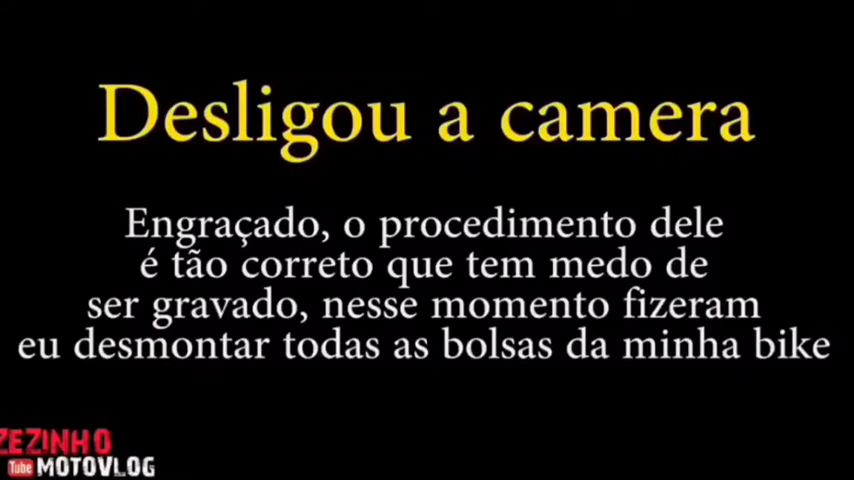 Desligou a camera
Engraçado, o procedimento dele
é tão correto que tem medo de
ser gravado, nesse momento fizeram
eu desmontar todas as bolsas da minha bike
ZEZINHO
Tube MOTOVLOG